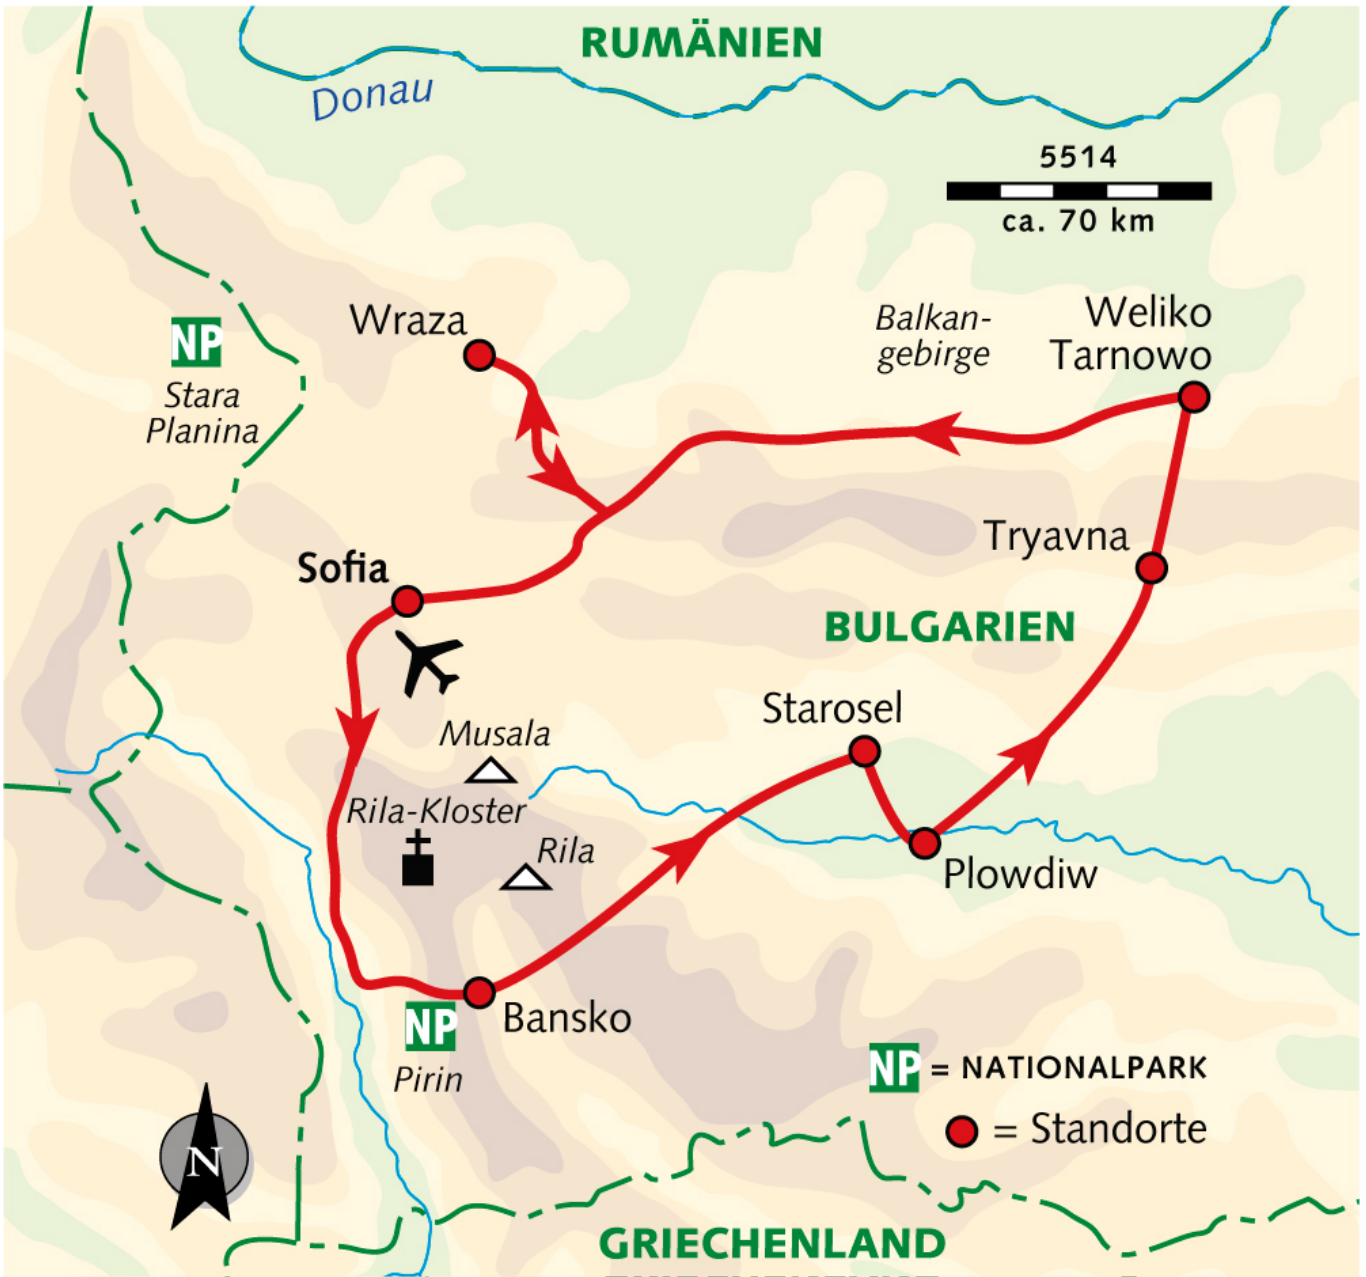 RUMÄNIEN
Donau
5514
ca. 70 km
Wraza
Balkan-
gebirge
Weliko
Tarnowo
NP
Stara
Planina
Sofia
Tryavna
BULGARIEN
Starosel
Musala
Rila-Kloster
Rila
Plowdiw
Bansko
NP
Pirin
NP = NATIONALPARK
= Standorte
N
GRIECHENLAND